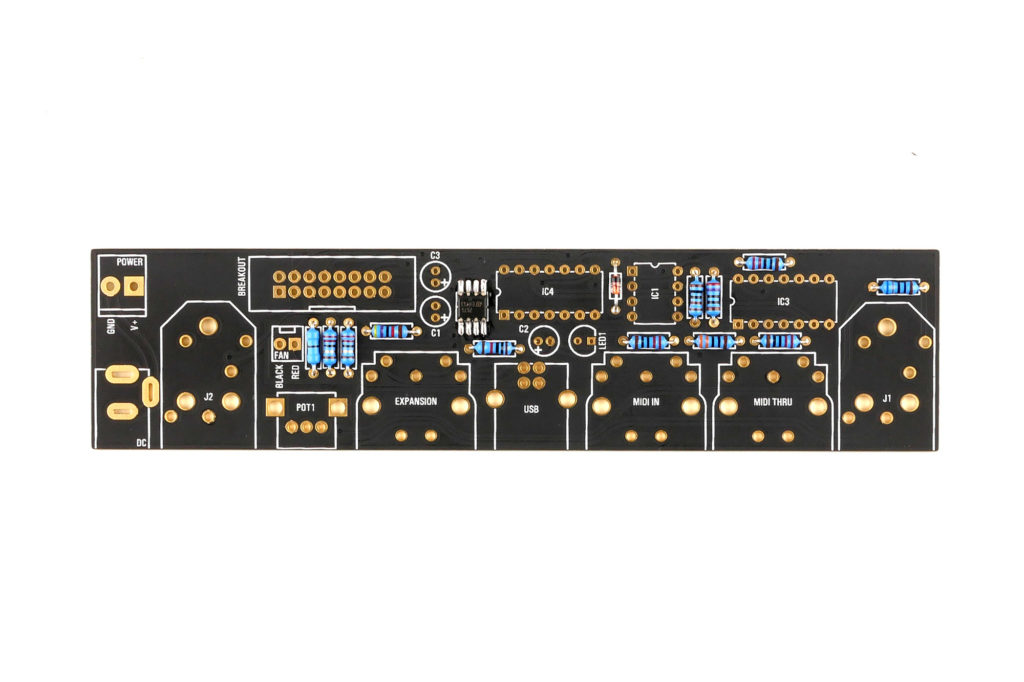 POWER
GND
V+
BREAKOUT
C3
C1
IC4
IC1
IC3
C2
LED1
FAN
BLACK
RED
J2
POT1
EXPANSION
USB
MIDI IN
MIDI THRU
J1
DC
+
+
+